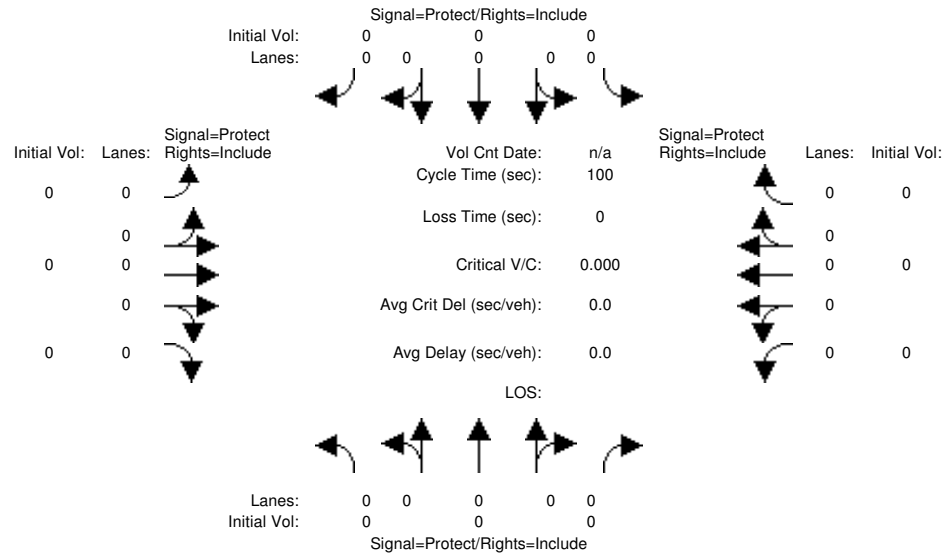 Signal=Protect/Rights=Include
Initial Vol: 0 0 0
Lanes: 0 0 0 0 0
Signal=Protect
Rights=Include
Initial Vol: Lanes:
Vol Cnt Date: n/a
Signal=Protect
Rights=Include
Lanes: Initial Vol:
Cycle Time (sec): 100
0 0 0 0
Loss Time (sec): 0
0 0
0 0 Critical V/C: 0.000 0 0
0 Avg Crit Del (sec/veh): 0.0 0
0 0 Avg Delay (sec/veh): 0.0 0 0
LOS:
Lanes: 0 0 0 0 0
Initial Vol: 0 0 0
Signal=Protect/Rights=Include